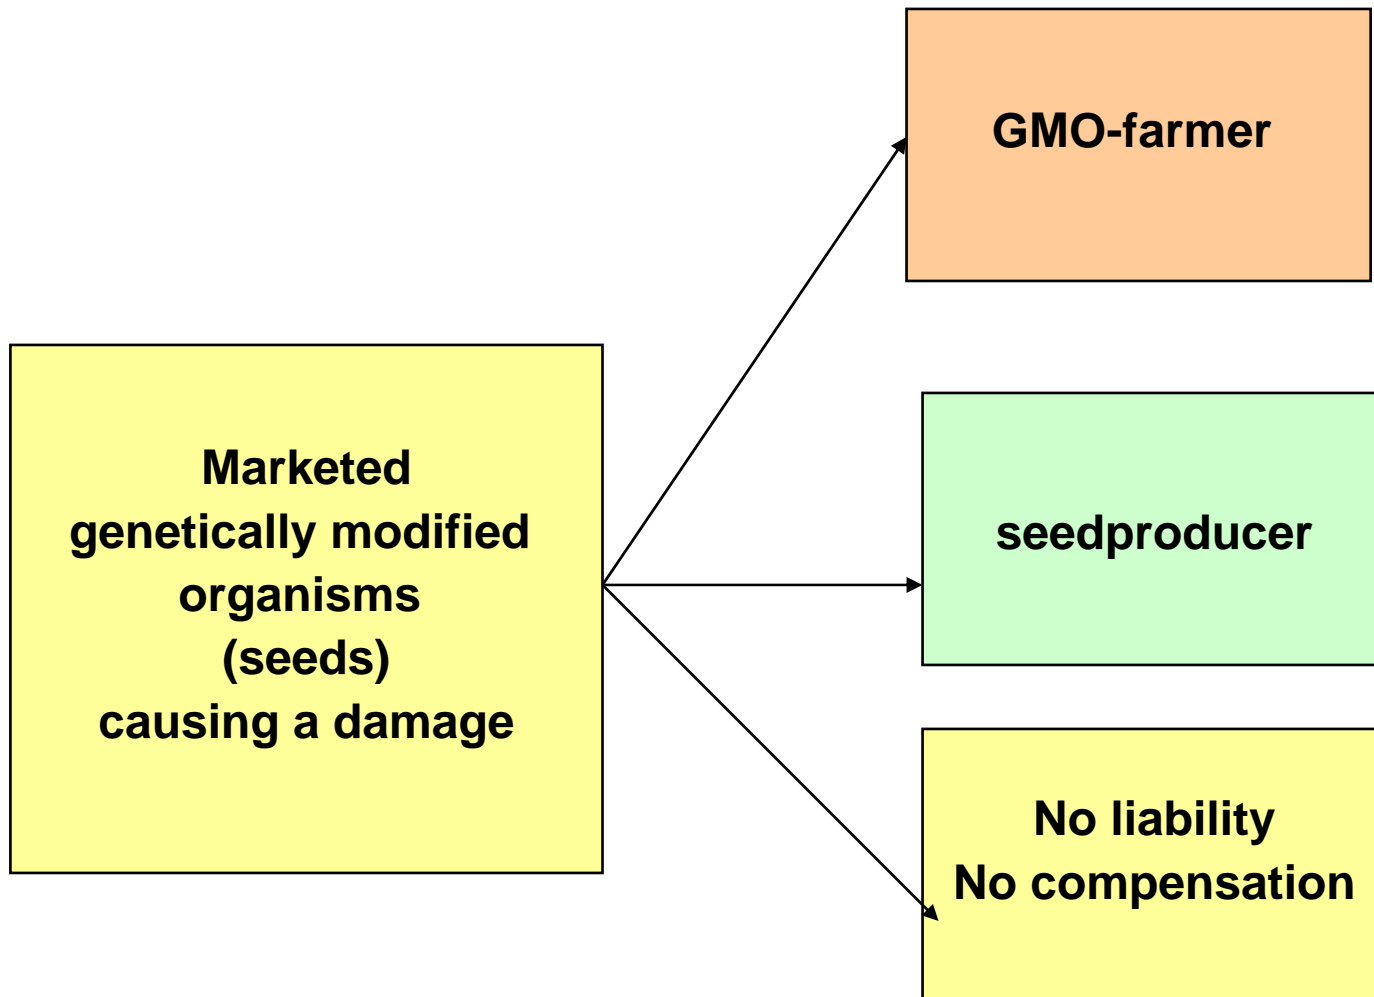 GMO-farmer
Marketed
genetically modified
organisms
(seeds)
causing a damage
seedproducer
No liability
No compensation